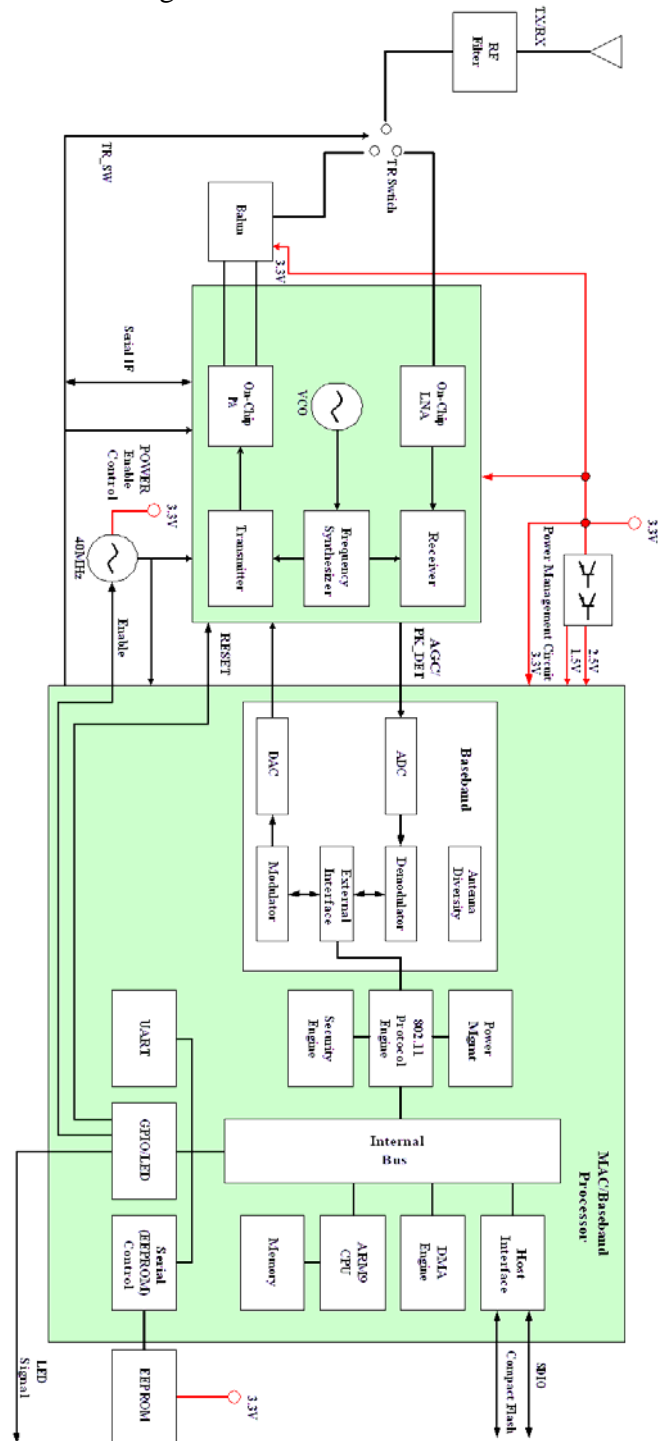 TX/RX
RF
Filter
TR Swtich
TR_SW
Balun
3.3V
Serial IF
On-Chip
PA
VCO
On-Chip
LNA
Transmitter
Frequency
Synthesizer
Receiver
POWER
Enable
Control
3.3V
40MHz
Enable
RESET
AGC/
PK_DET
3.3V
Power Management Circuit
2.5V
1.5V
3.3V
MAC/Baseband
Processor
Baseband
DAC
ADC
Modulator
External
Interface
Demodulator
Antenna
Diversity
Security
Engine
802.11
Protocol
Engine
Power
Mgmt
Internal
Bus
UART
GPIO/LED
Serial
(EEPROM)
Control
Memory
ARM9
CPU
DMA
Engine
Host
Interface
SDIO
Compact Flash
EEPROM
3.3V
LED
Signal